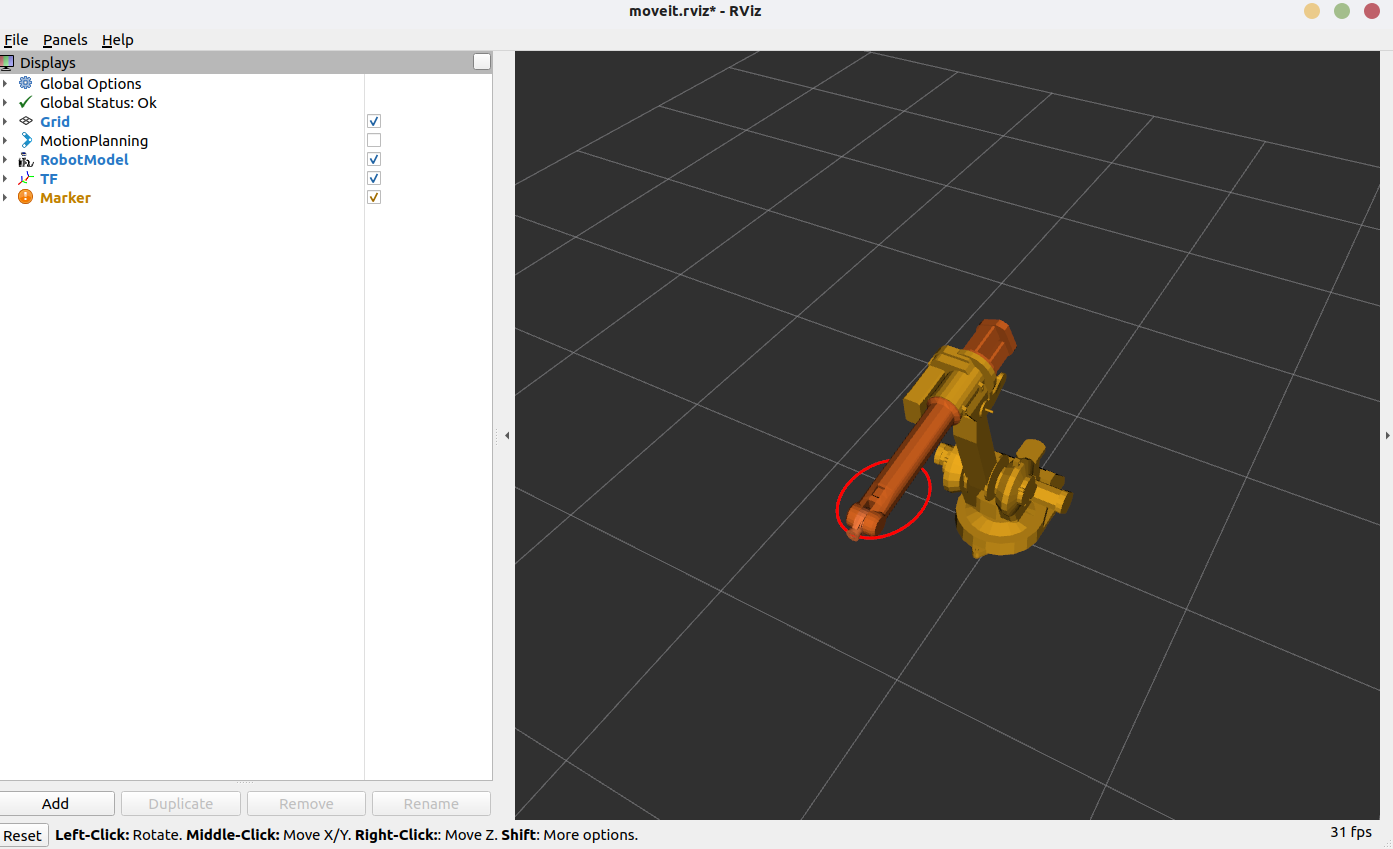 moveit.rviz* - RViz
File Panels Help
Displays
Global Options
Global Status: Ok
Grid
MotionPlanning
RobotModel
TF
Marker
Add Duplicate Remove Rename
Reset Left-Click: Rotate. Middle-Click: Move X/Y. Right-Click:: Move Z. Shift: More options. 31 fps